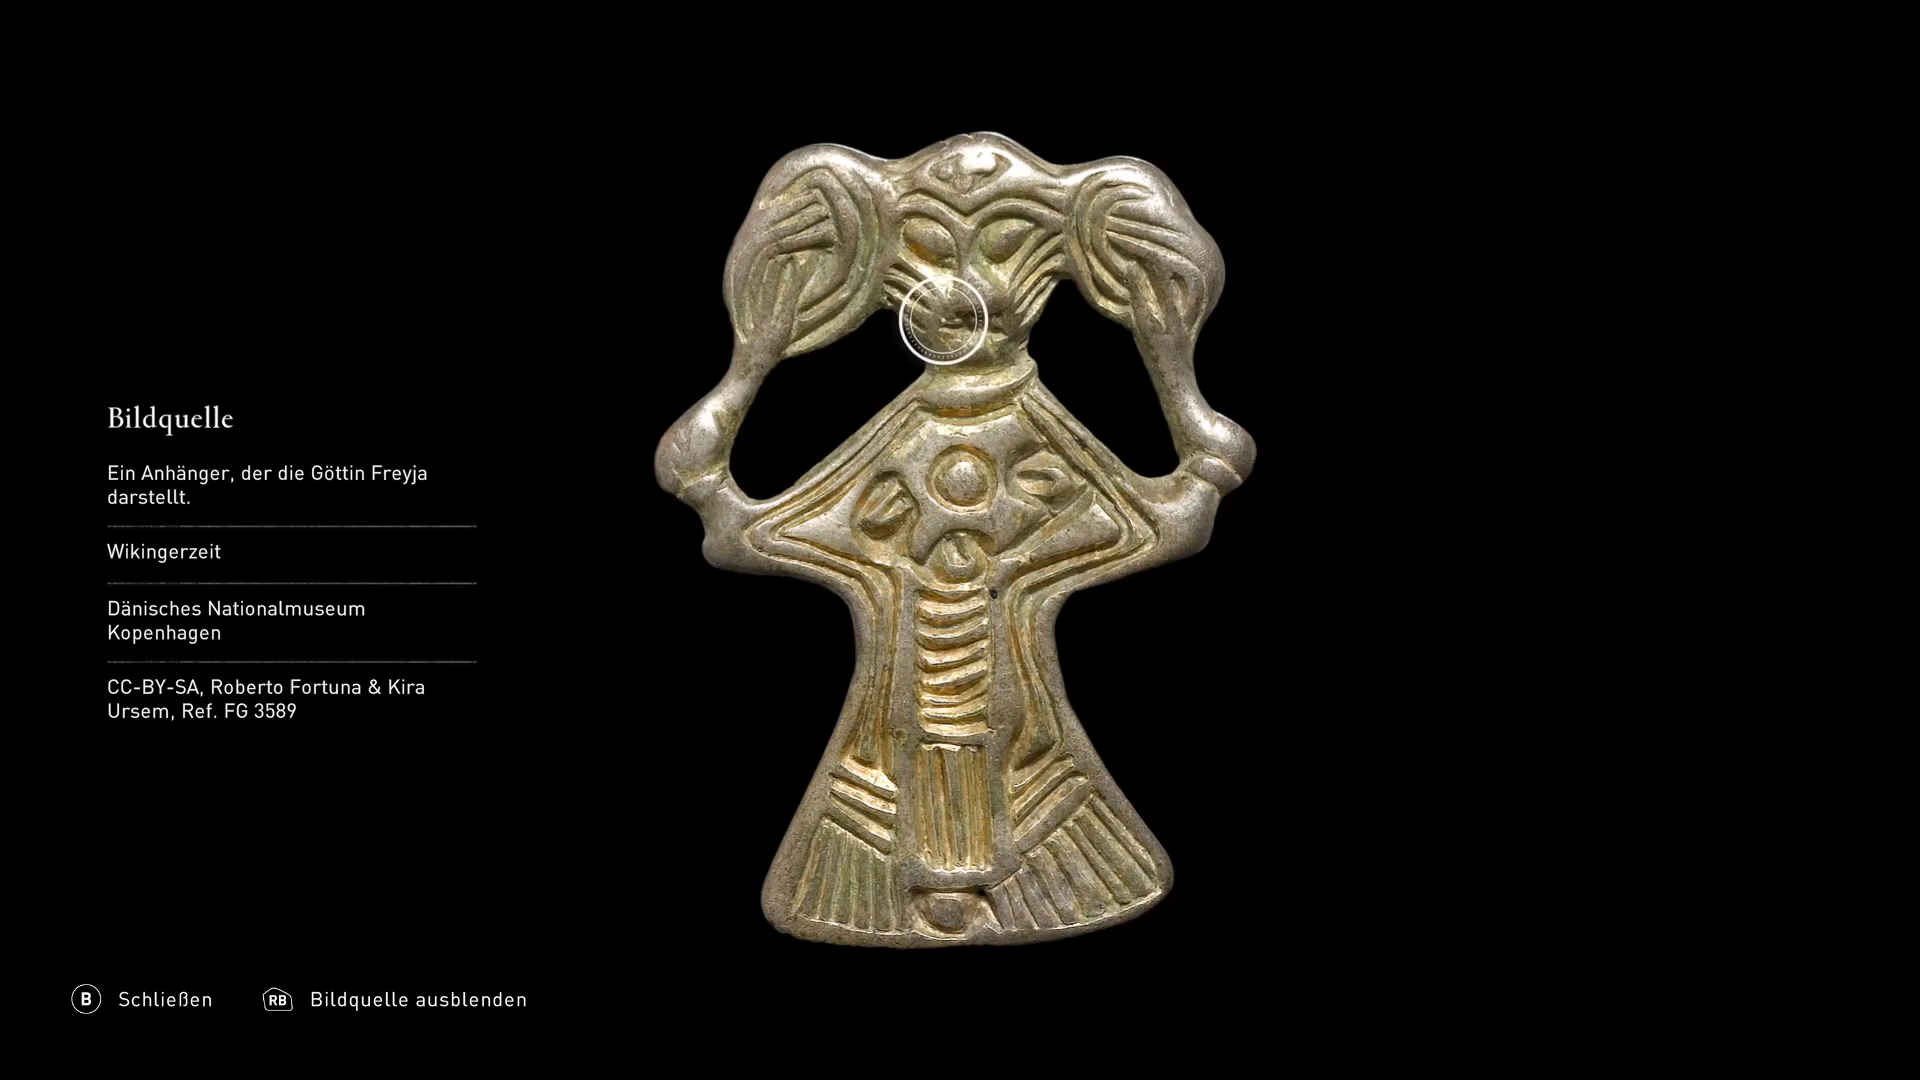 Bildquelle
Ein Anhänger, der die Göttin Freyja
darstellt.
Wikingerzeit
Dänisches Nationalmuseum
Kopenhagen
CC-BY-SA, Roberto Fortuna & Kira
Ursem, Ref. FG 3589
B Schließen RB Bildquelle ausblenden